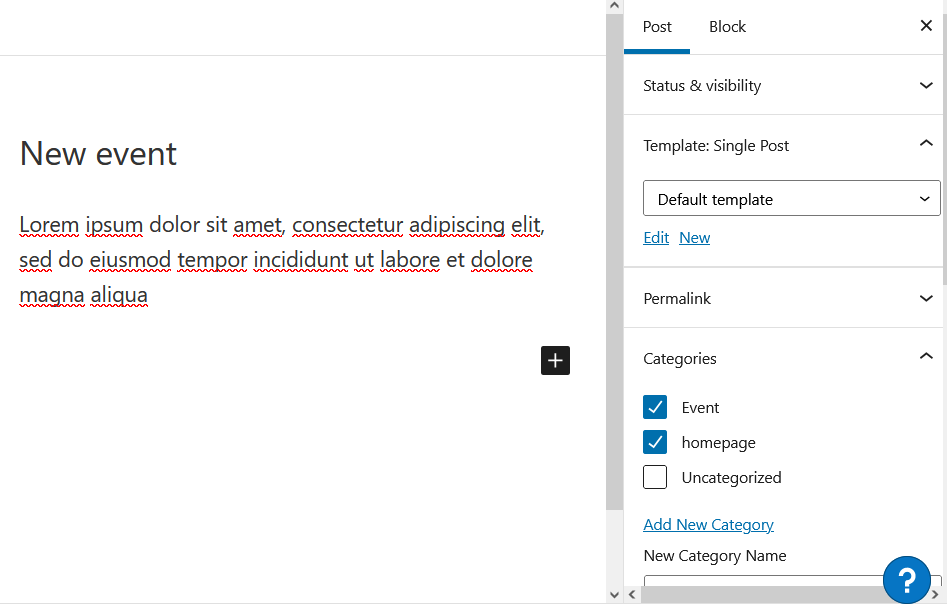 Post Block
Status & visibility
Template: Single Post
Default template
Edit New
Permalink
Categories
Event
homepage
Uncategorized
Add New Category
New Category Name
?
New event
Lorem ipsum dolor sit amet, consectetur adipiscing elit,
sed do eiusmod tempor incididunt ut labore et dolore
magna aliqua